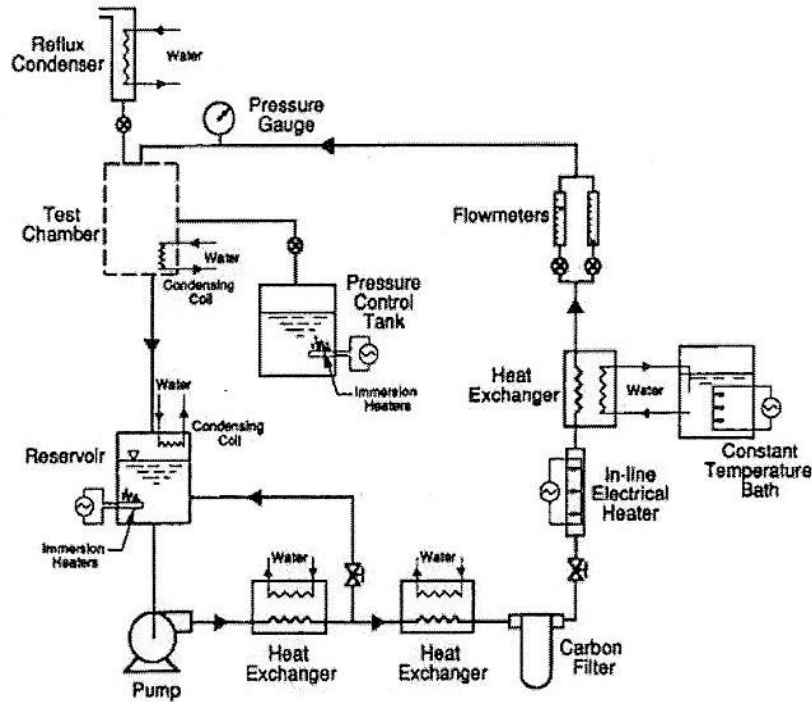 Reflux
Condenser
Water
Pressure
Gauge
Test
Chamber
Water
Condensing
Coil
Flowmeters
Pressure
Control
Tank
Immersion
Heaters
Heat
Exchanger
Water
Constant
Temperature
Bath
Water
Condensing
Coil
Reservoir
Immersion
Heaters
In-line
Electrical
Heater
Water
Water
Pump
Heat
Exchanger
Heat
Exchanger
Carbon
Filter